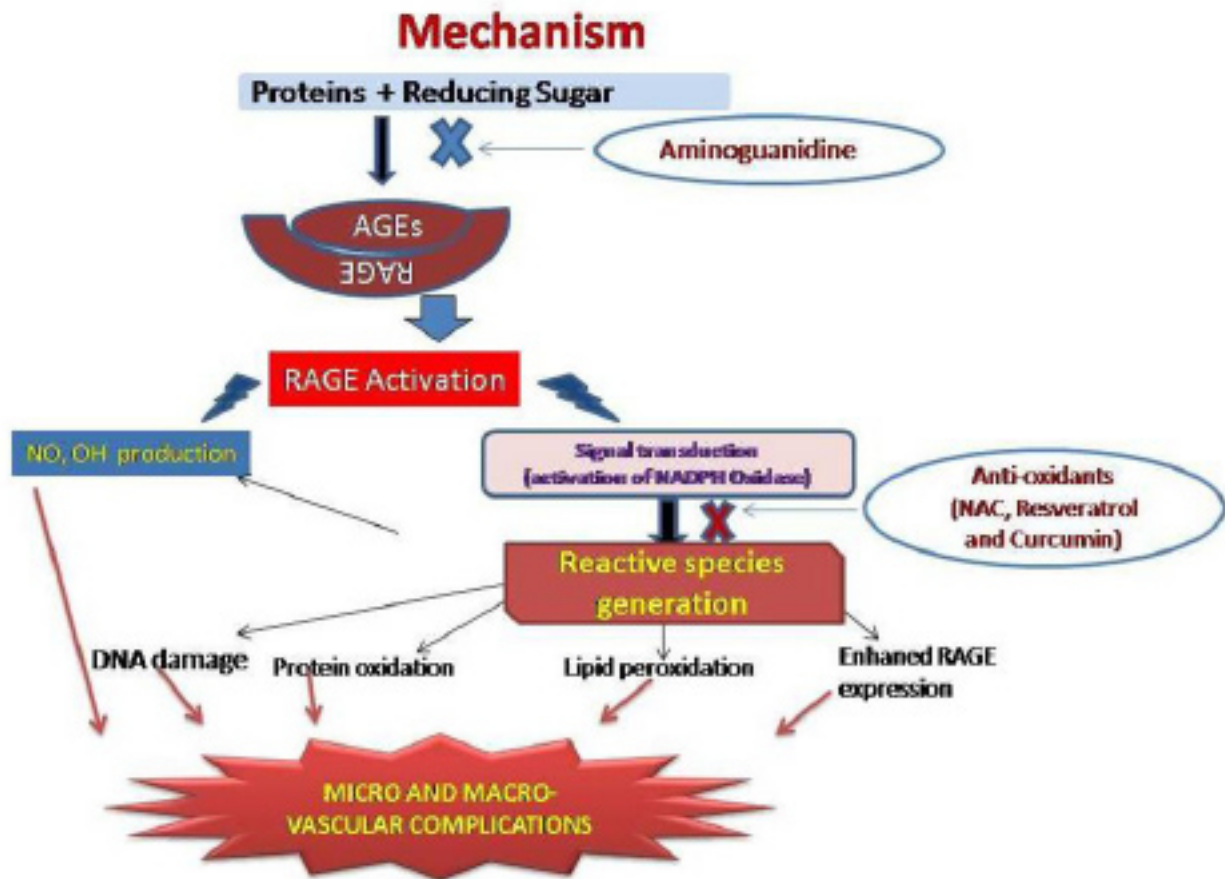 Mechanism
Proteins + Reducing Sugar
Aminoguanidine
AGEs
RAGE
RAGE Activation
NO, OH production
Signal transduction
(activation of NADPH Oxidase)
Anti-oxidants
(NAC, Resveratrol
and Curcumin)
Reactive species
generation
DNA damage
Protein oxidation
Lipid peroxidation
Enhaned RAGE
expression
MICRO AND MACRO-
VASCULAR COMPLICATIONS